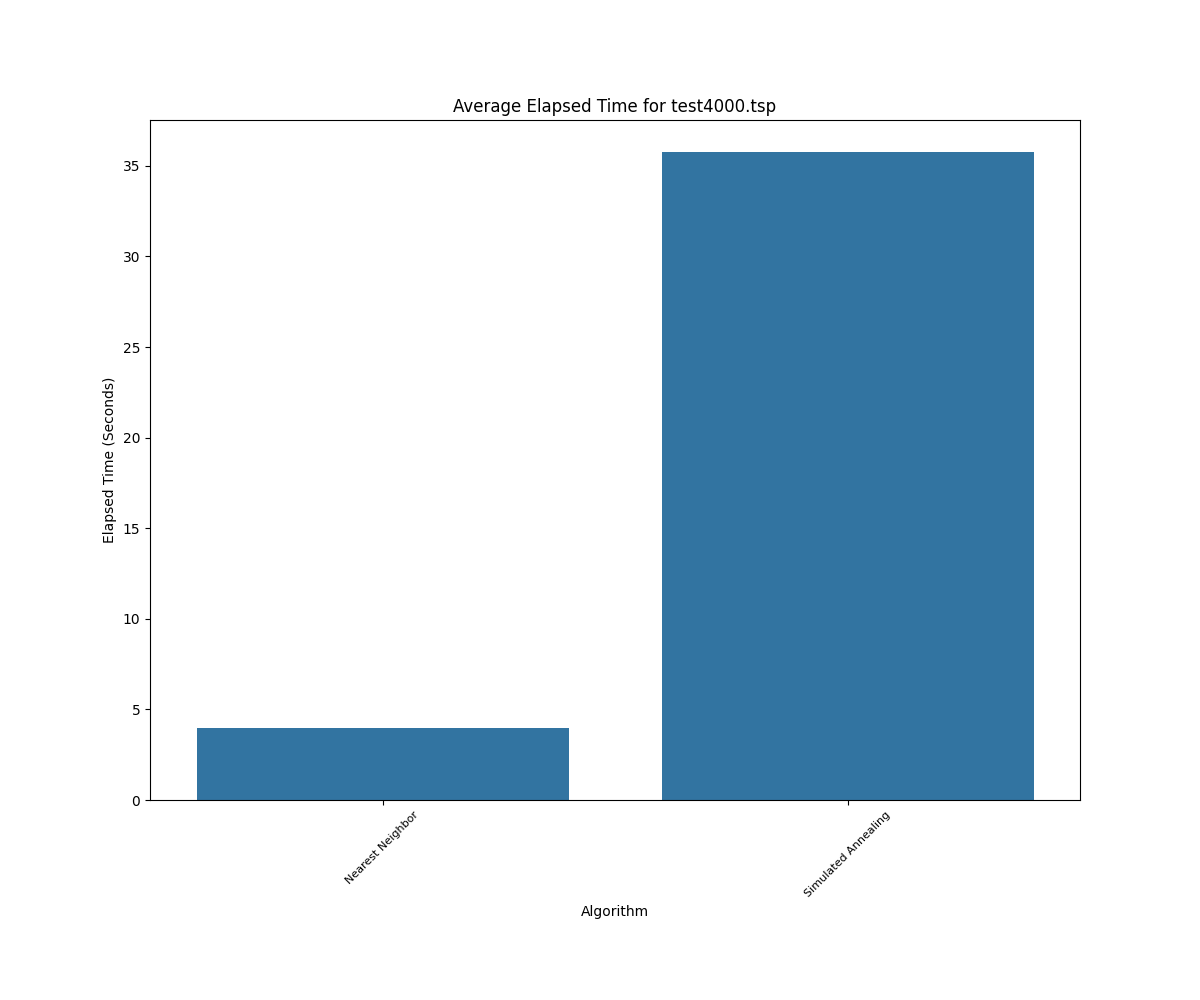 Average Elapsed Time for test4000.tsp
35
30
25
20
15
10
5
0
Elapsed Time (Seconds)
Nearest Neighbor
Simulated Annealing
Algorithm